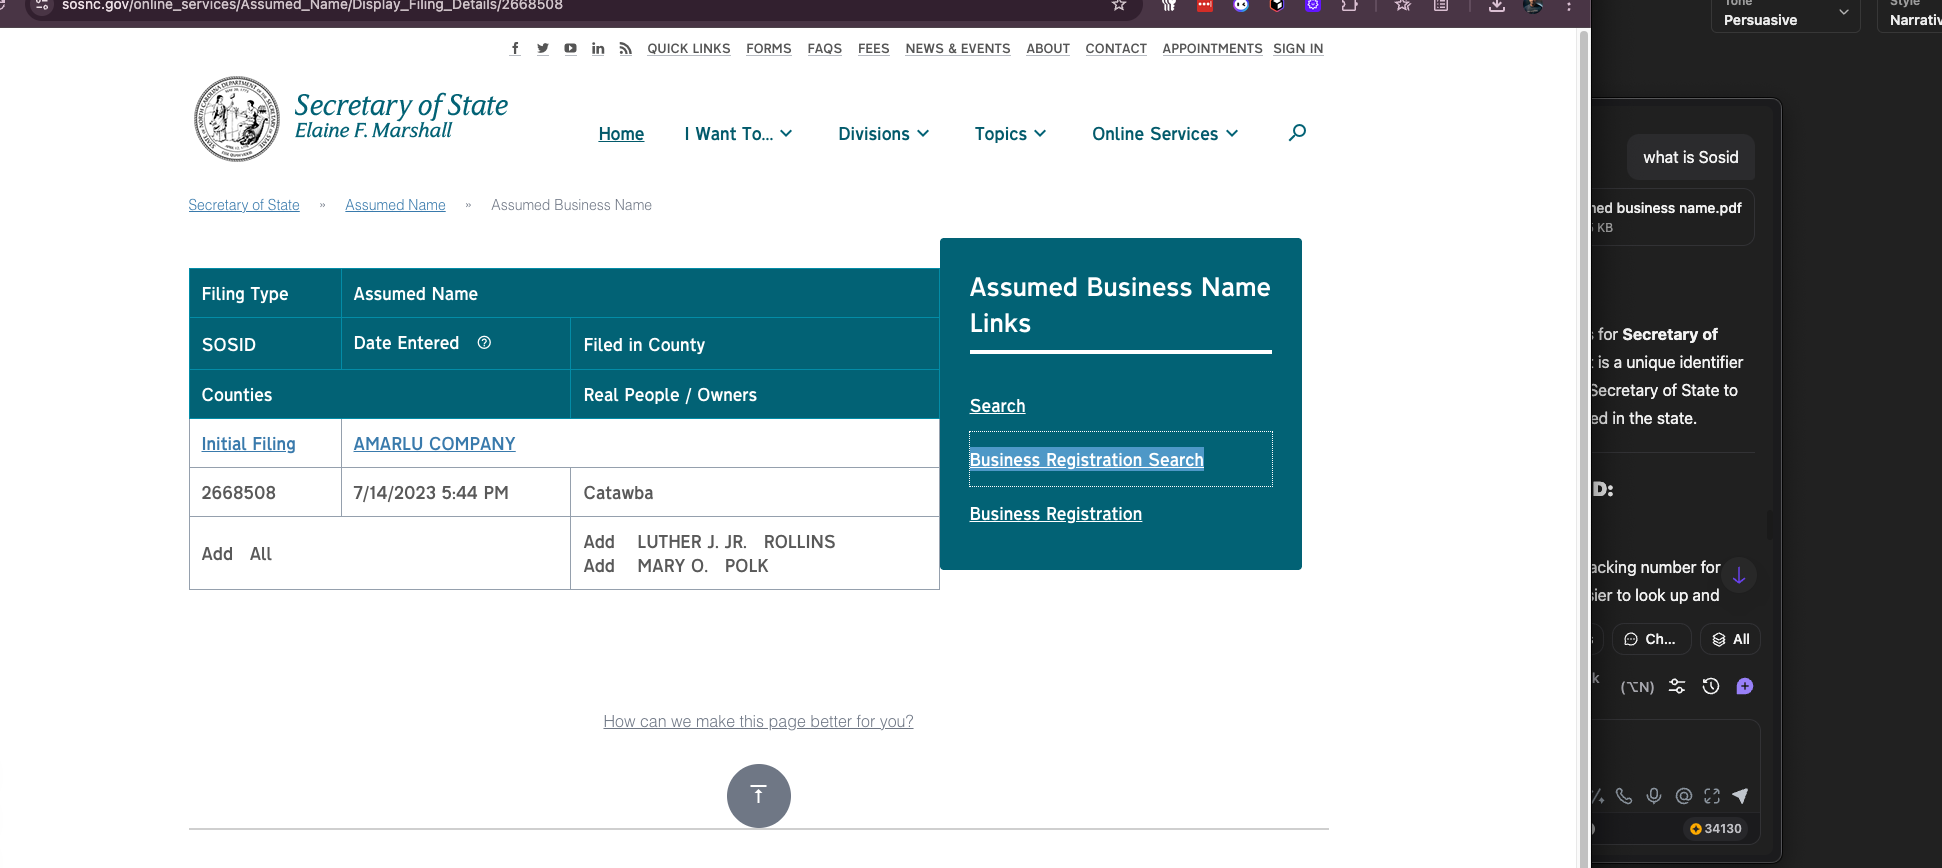 sosnc.gov/online_services/Assumed_Name/Display_Filing_Details/2668508
Tone
Style
Persuasive
QUICK LINKS FORMS FAQS FEES NEWS & EVENTS ABOUT CONTACT APPOINTMENTS SIGN IN
Secretary of State
Elaine F. Marshall
Home I Want To... Divisions Topics Online Services
Secretary of State » Assumed Name » Assumed Business Name
Filing Type Assumed Name
SOSID Date Entered Filed in County
Counties Real People / Owners
Initial Filing AMARLU COMPANY
2668508 7/14/2023 5:44 PM Catawba
Add All
Add LUTHER J. JR. ROLLINS
Add MARY O. POLK
Assumed Business Name
Links
Search
Business Registration Search
Business Registration
How can we make this page better for you?
what is Sosid
business name.pdf
KB
for Secretary of
is a unique identifier
Secretary of State to
in the state.
D:
number for
to look up and
Ch... All
(⌥N)
34130